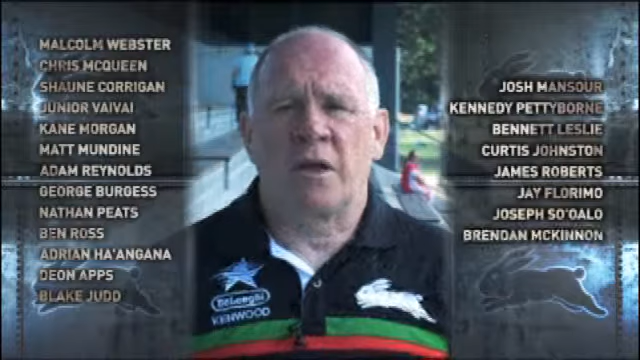 MALCOLM WEBSTER
CHRIS MCQUEEN
SHAUNE CORRIGAN
JUNIOR VAIVAI
KANE MORGAN
MATT MUNDINE
ADAM REYNOLDS
GEORGE BURGESS
NATHAN PEATS
BEN ROSS
ADRIAN HA'ANGANA
DEON APPS
BLAKE JUDD
JOSH MANSOUR
KENNEDY PETTYBORNE
BENNETT LESLIE
CURTIS JOHNSTON
JAMES ROBERTS
JAY FLORIMO
JOSEPH SO'OALO
BRENDAN MCKINNON
DeLonghi
KENWOOD